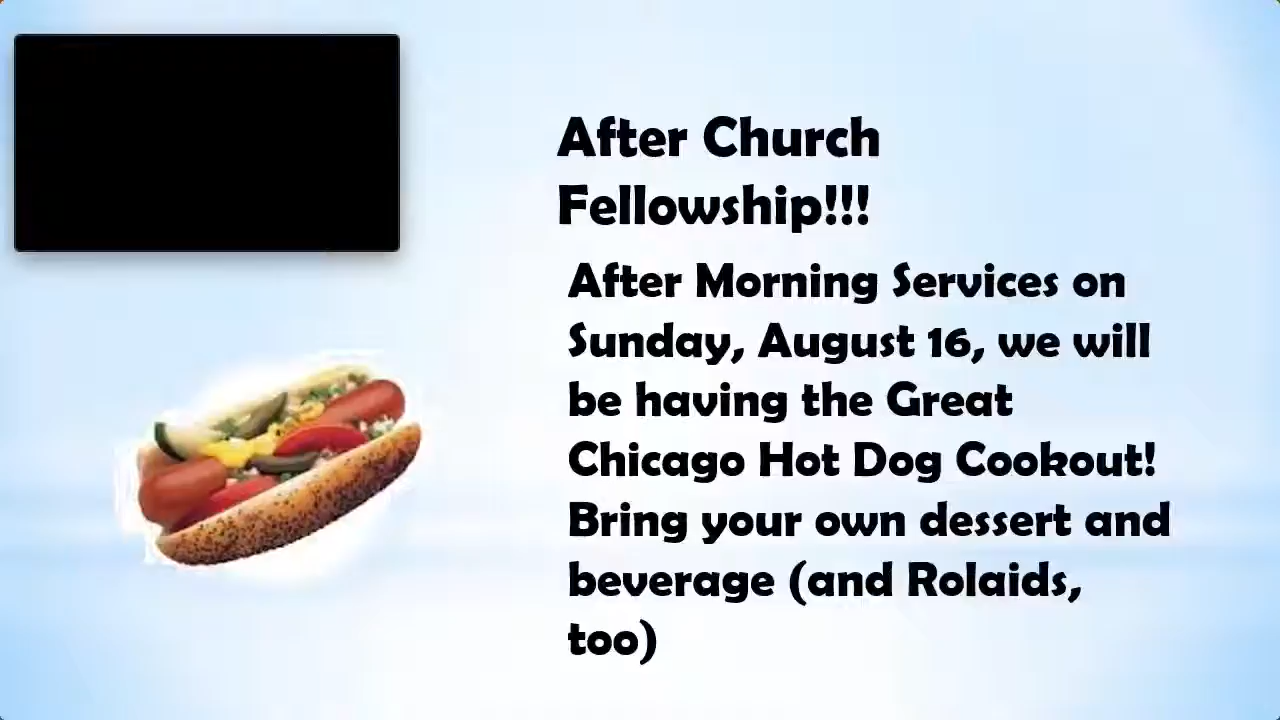 After Church
Fellowship!!!
After Morning Services on
Sunday, August 16, we will
be having the Great
Chicago Hot Dog Cookout!
Bring your own dessert and
beverage (and Rolaids,
too)